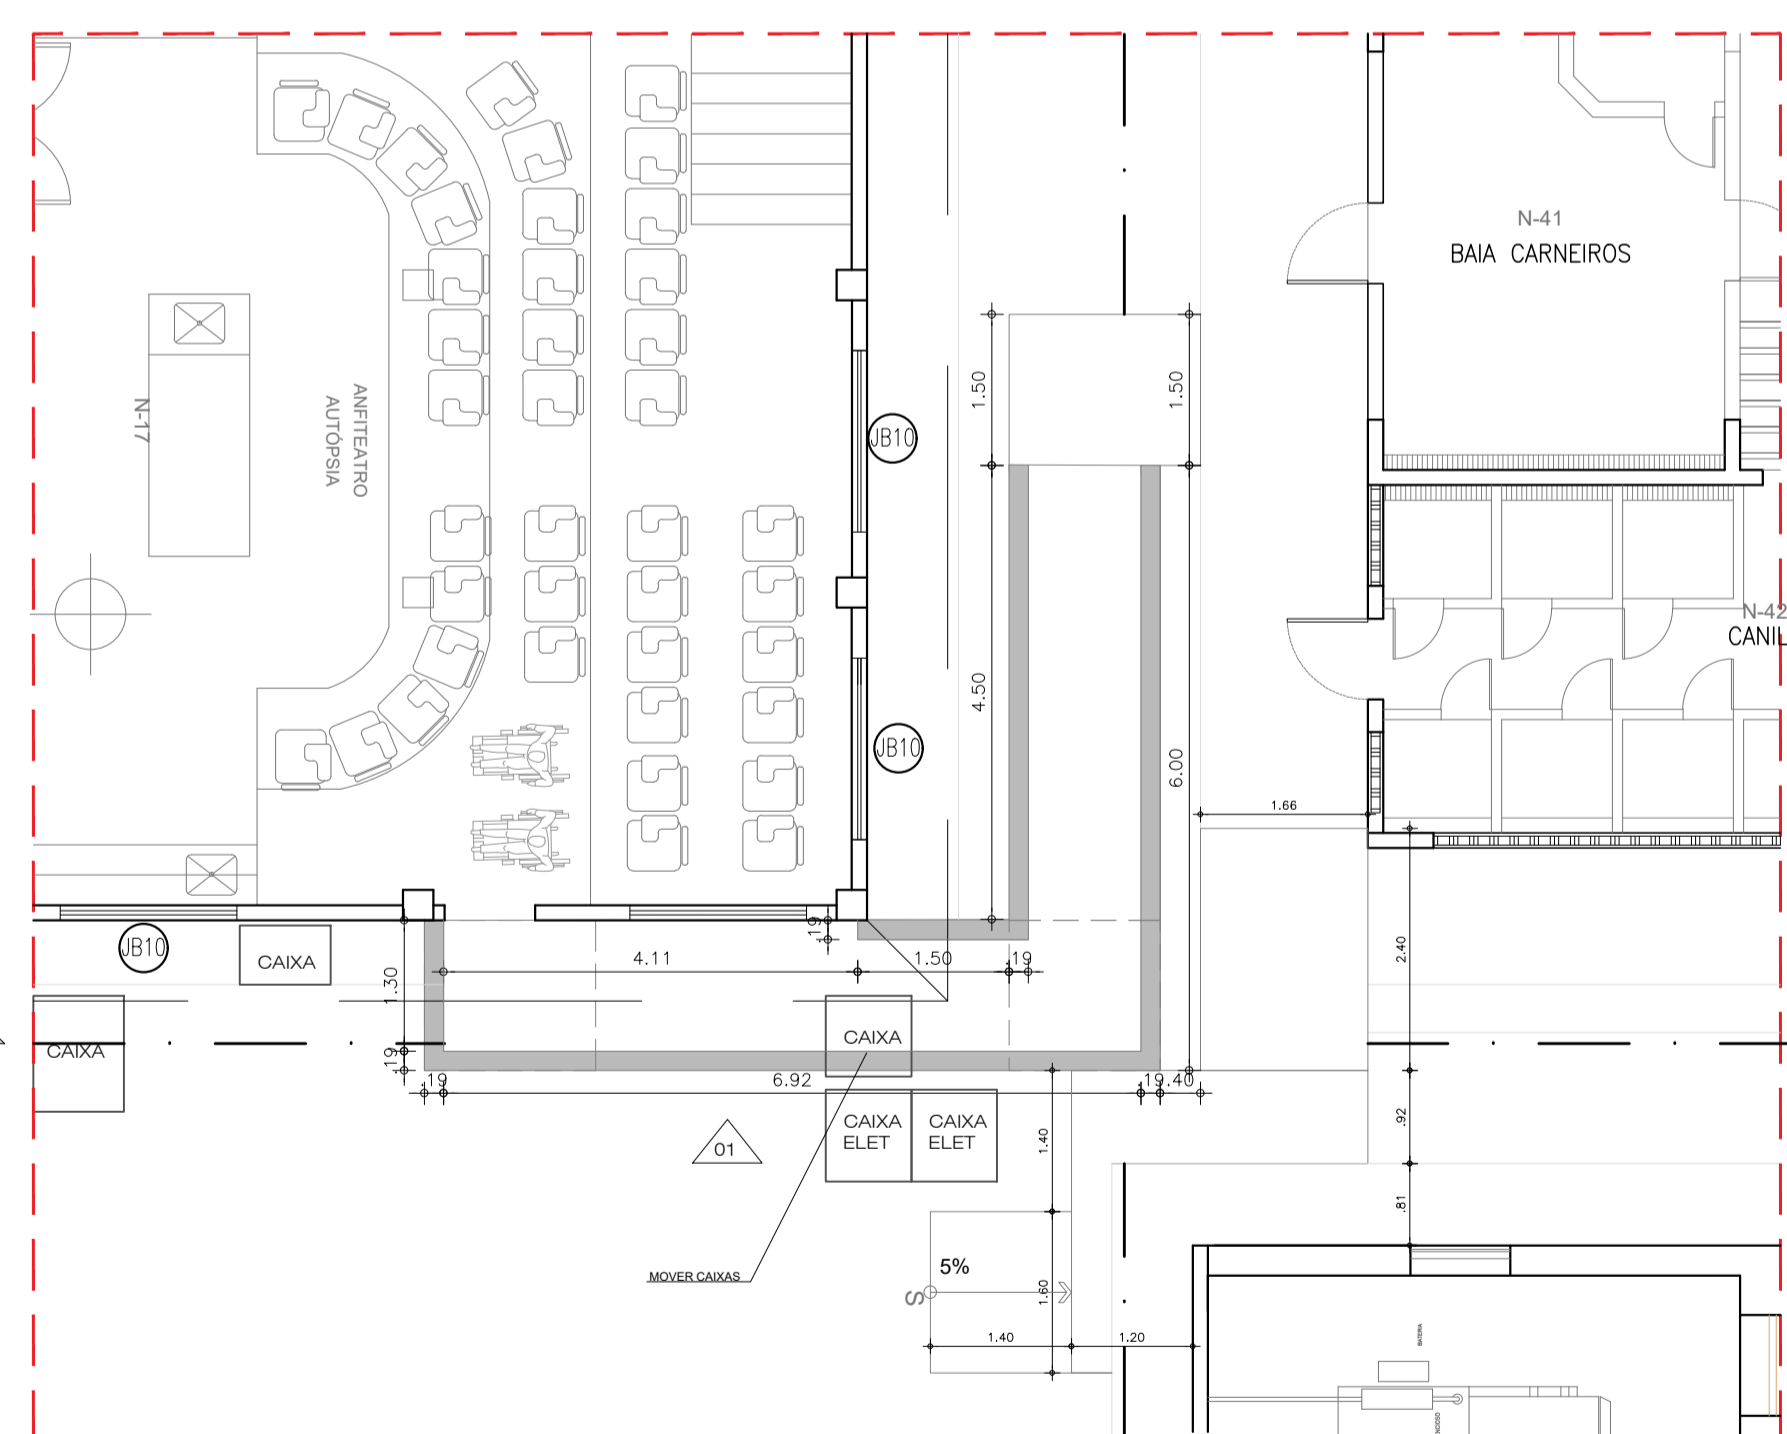 N-41
BAIA CARNEIROS
1.50
1.50
N-17
ANFITEATRO
AUTÓPSIA
JB10
N-42
CANIL
4.50
JB10
6.00
1.66
.19
JB10
CAIXA
4.11
1.50
.19
2.40
1.30
CAIXA
CAIXA
.19
.19
6.92
.19
.40
CAIXA
ELET
CAIXA
ELET
01
1.40
.92
.81
MOVER CAIXAS
5%
S
1.60
1.40
1.20
BATERIA